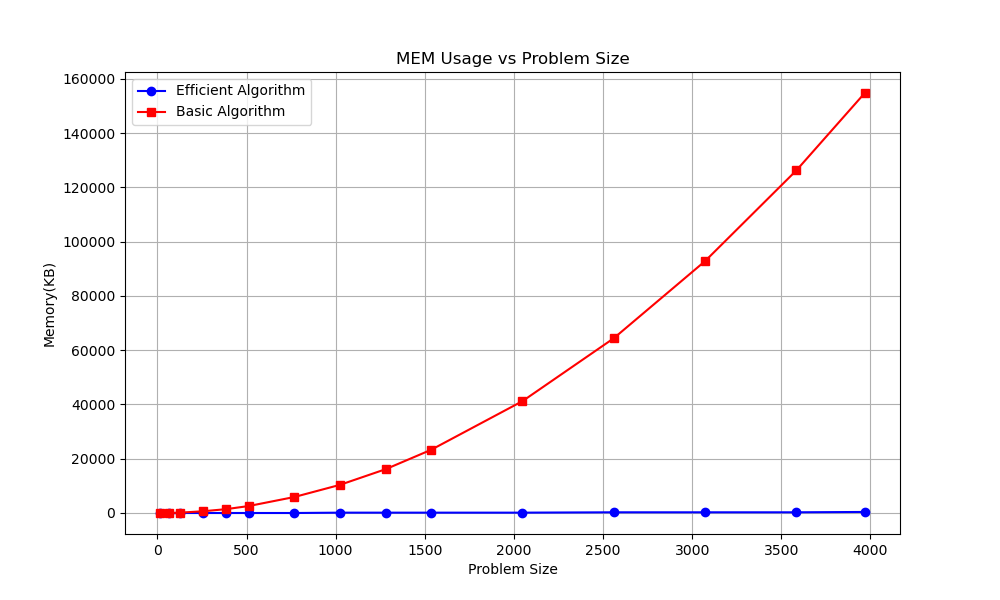 MEM Usage vs Problem Size
Efficient Algorithm
Basic Algorithm
Memory(KB)
160000
140000
120000
100000
80000
60000
40000
20000
0
0 500 1000 1500 2000 2500 3000 3500 4000
Problem Size